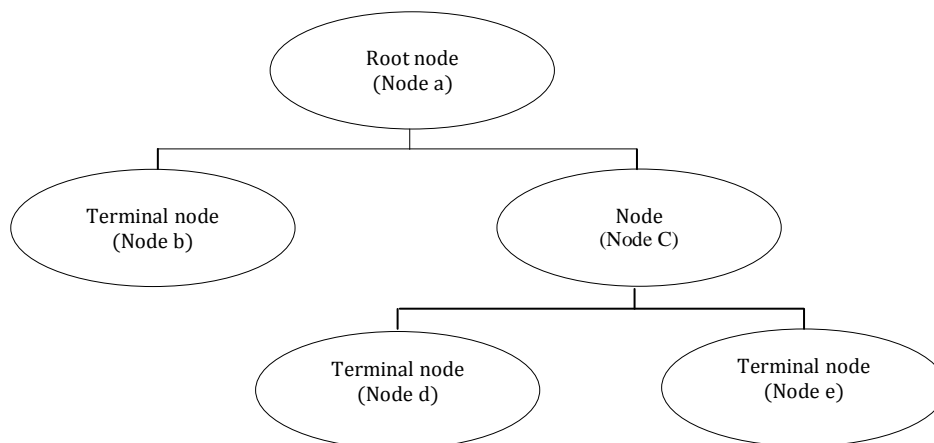 Root node
(Node a)
Terminal node
(Node b)
Node
(Node C)
Terminal node
(Node d)
Terminal node
(Node e)